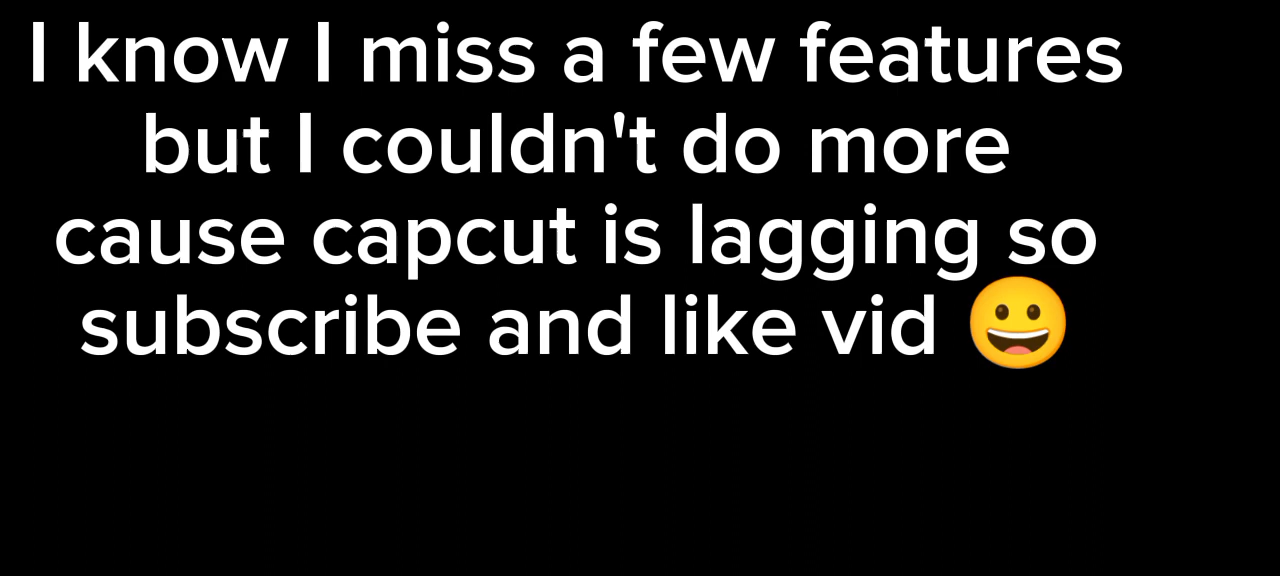 I know I miss a few features
but I couldn't do more
cause capcut is lagging so
subscribe and like vid 😀